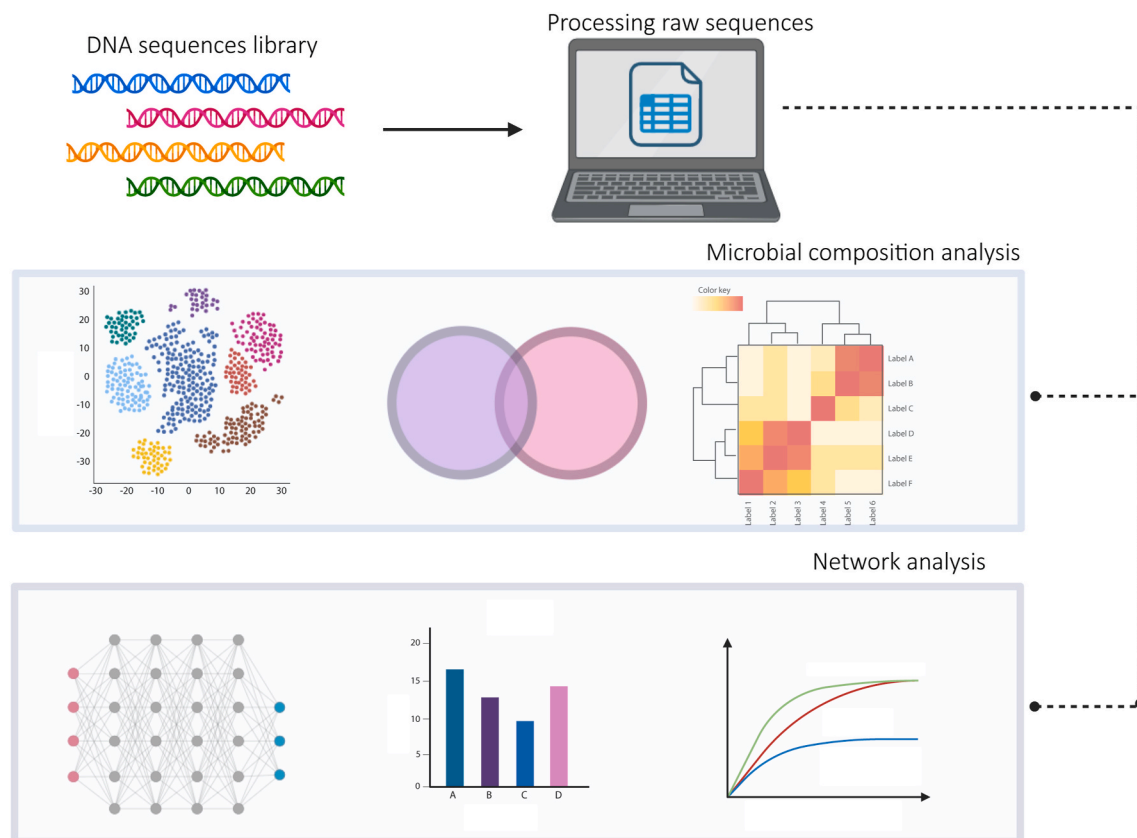 Processing raw sequences
DNA sequences library
Microbial composition analysis
30
20
10
0
-10
-20
-30
-30 -20 -10 0 10 20 30
Color key
Label A
Label B
Label C
Label D
Label E
Label F
Label 1
Label 2
Label 3
Label 4
Label 5
Label 6
Network analysis
20
15
10
5
0
A B C D